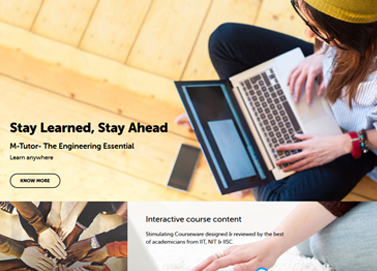 Stay Learned, Stay Ahead
M-Tutor- The Engineering Essential
Learn anywhere
KNOW MORE
Interactive course content
Stimulating Courseware designed & reviewed by the best
of academicians from IIT, NIT & IISC.